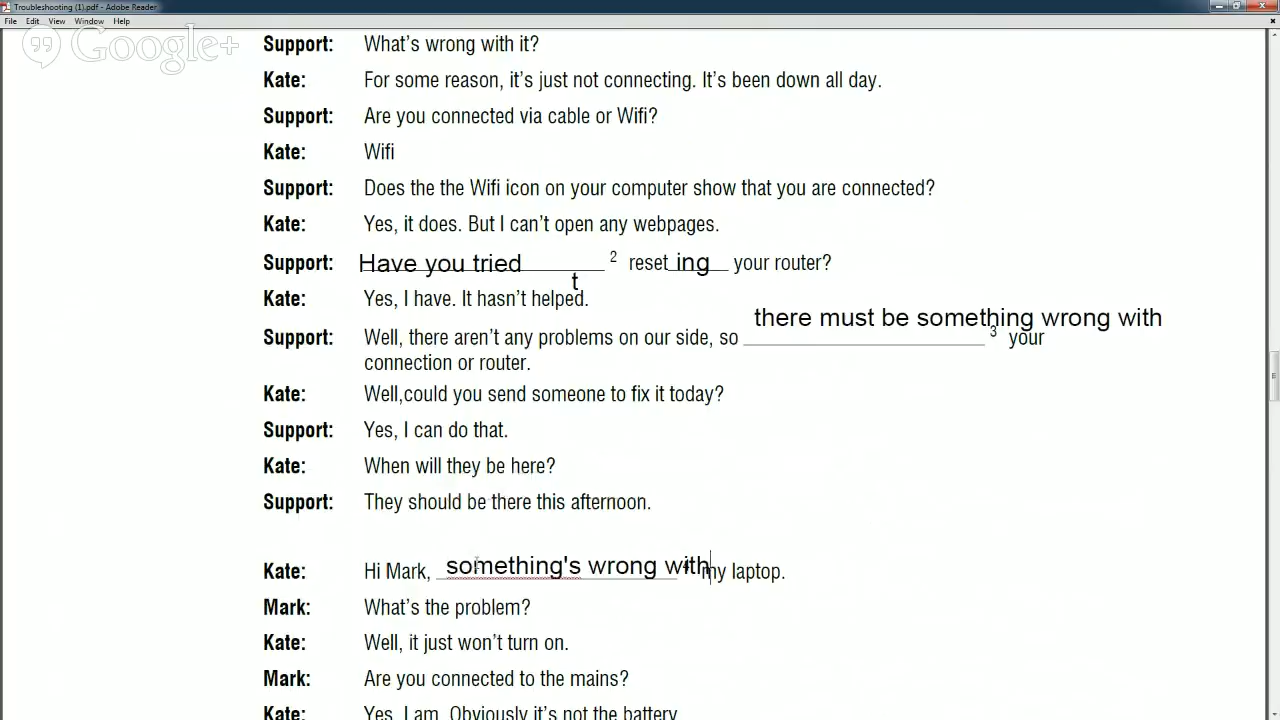 Troubleshooting (1).pdf - Adobe Reader
File Edit View Window Help
Google+
Support: What's wrong with it?
Kate: For some reason, it's just not connecting. It's been down all day.
Support: Are you connected via cable or Wifi?
Kate: Wifi
Support: Does the the Wifi icon on your computer show that you are connected?
Kate: Yes, it does. But I can't open any webpages.
Support: Have you tried 2 reset ing your router?
t
Kate: Yes, I have. It hasn't helped.
there must be something wrong with
Support: Well, there aren't any problems on our side, so 3 your
connection or router.
Kate: Well,could you send someone to fix it today?
Support: Yes, I can do that.
Kate: When will they be here?
Support: They should be there this afternoon.
Kate: Hi Mark, something's wrong with 4 my laptop.
Mark: What's the problem?
Kate: Well, it just won't turn on.
Mark: Are you connected to the mains?
Kate: Yes, I am. Obviously it's not the battery